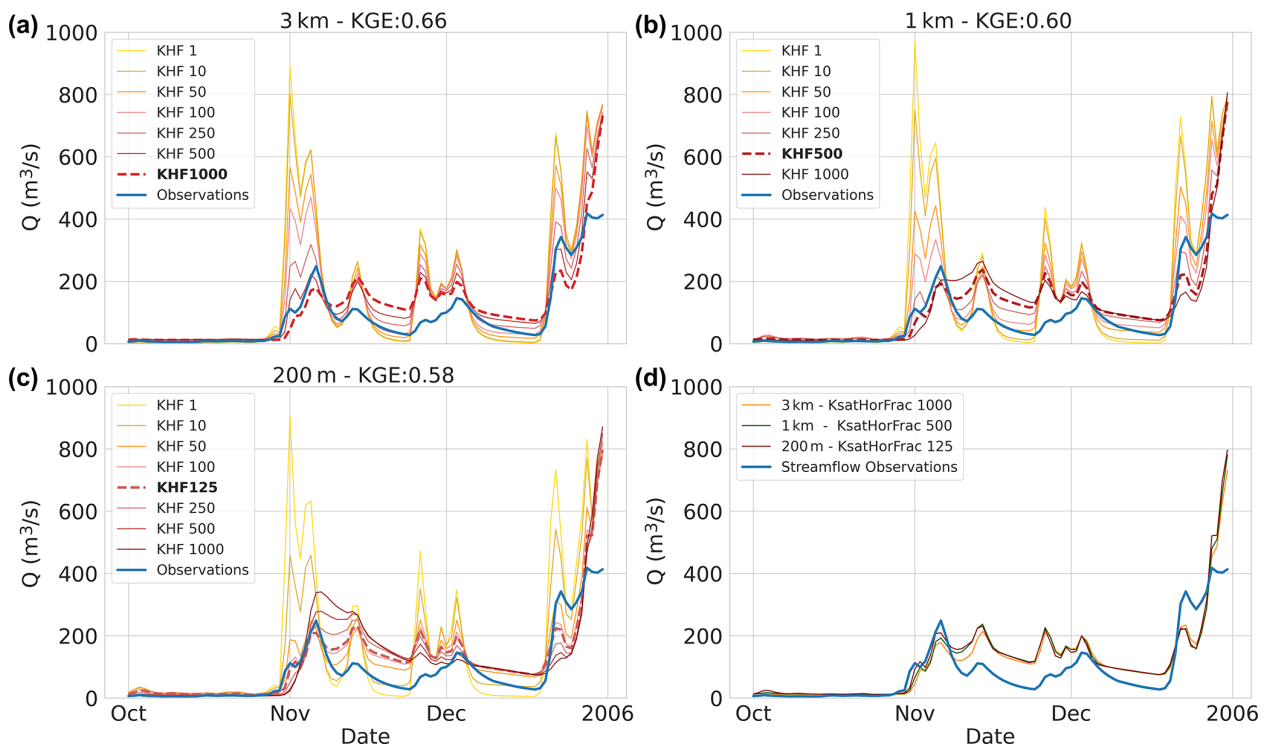 (a) 3 km - KGE:0.66
1000
800
600
400
200
0
Q (m³/s)
KHF 1
KHF 10
KHF 50
KHF 100
KHF 250
KHF 500
KHF1000
Observations
(b) 1 km - KGE:0.60
1000
800
600
400
200
0
Q (m³/s)
KHF 1
KHF 10
KHF 50
KHF 100
KHF 250
KHF500
KHF 1000
Observations
Oct
Nov
Dec
2006
Date
(c) 200 m - KGE:0.58
1000
800
600
400
200
0
Q (m³/s)
KHF 1
KHF 10
KHF 50
KHF 100
KHF125
KHF 250
KHF 500
KHF 1000
Observations
Oct
Nov
Dec
2006
Date
(d)
1000
800
600
400
200
0
Q (m³/s)
3 km - KsatHorFrac 1000
1 km - KsatHorFrac 500
200 m - KsatHorFrac 125
Streamflow Observations